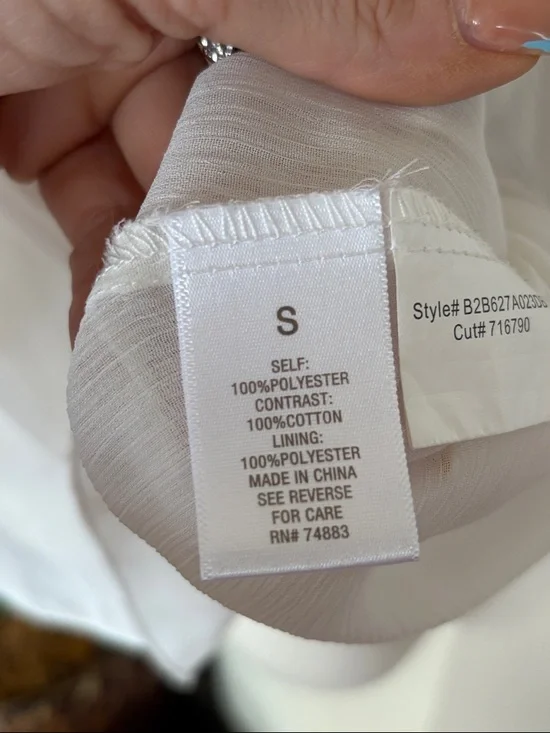 S
SELF:
100%POLYESTER
CONTRAST:
100%COTTON
LINING:
100%POLYESTER
MADE IN CHINA
SEE REVERSE
FOR CARE
RN# 74883
Style#
Cut# 716790